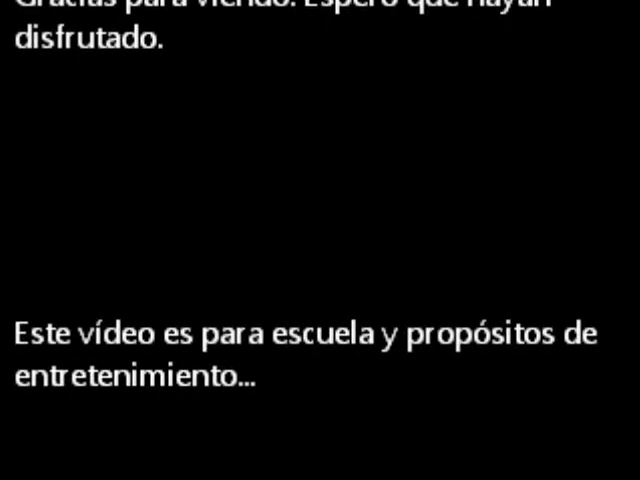 Gracias para viendo. Espero que hayan
disfrutado.
Este vídeo es para escuela y propósitos de
entretenimiento...